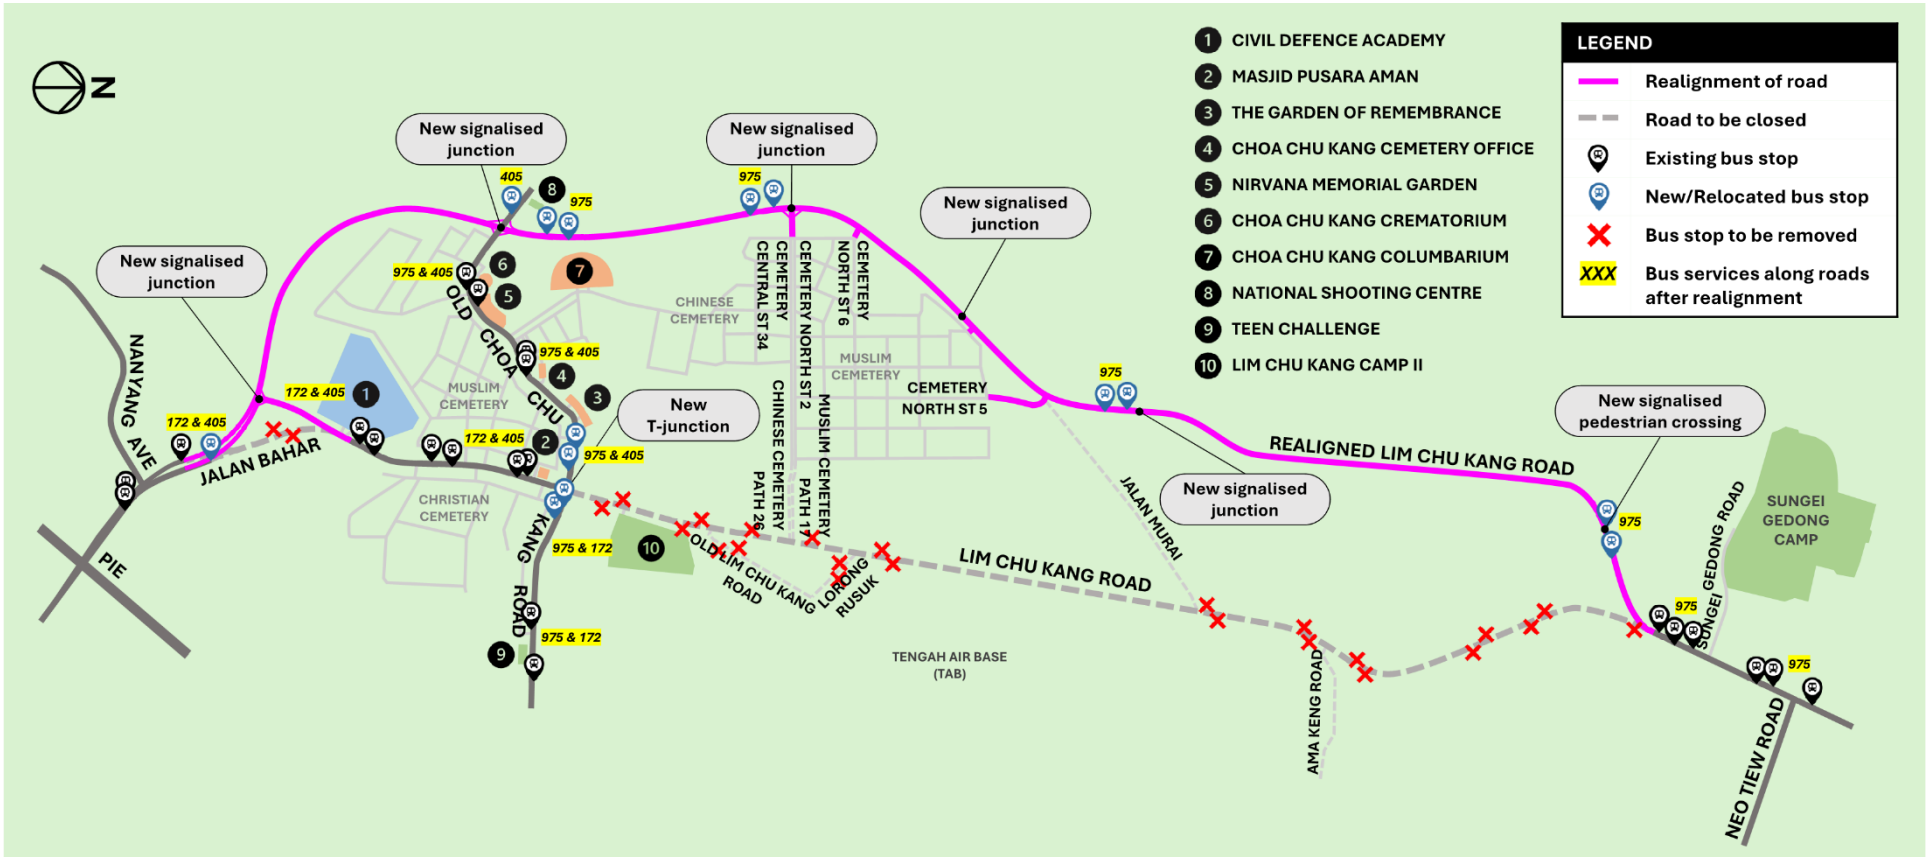 N
New signalised
junction
New signalised
junction
New signalised
junction
New signalised
junction
New
T-junction
New signalised
junction
New signalised
pedestrian crossing
1 CIVIL DEFENCE ACADEMY
2 MASJID PUSARA AMAN
3 THE GARDEN OF REMEMBRANCE
4 CHOA CHU KANG CEMETERY OFFICE
5 NIRVANA MEMORIAL GARDEN
6 CHOA CHU KANG CREMATORIUM
7 CHOA CHU KANG COLUMBARIUM
8 NATIONAL SHOOTING CENTRE
9 TEEN CHALLENGE
10 LIM CHU KANG CAMP II
LEGEND
Realignment of road
Road to be closed
Existing bus stop
New/Relocated bus stop
Bus stop to be removed
XXX Bus services along roads
after realignment
405
8
975
975
975 & 405
6
5
7
OLD CHOA CHU KANG ROAD
975 & 405
4
3
172 & 405
1
172 & 405
172 & 405
2
975 & 405
NANYANG AVE
JALAN BAHAR
PIE
MUSLIM
CEMETERY
CHRISTIAN
CEMETERY
CHINESE
CEMETERY
MUSLIM
CEMETERY
CEMETERY
CENTRAL ST 34
CEMETERY NORTH ST 2
CEMETERY
NORTH ST 6
CEMETERY
NORTH ST 5
CHINESE CEMETERY
PATH 26
MUSLIM CEMETERY
PATH 17
975
REALIGNED LIM CHU KANG ROAD
975
SUNGEI GEDONG ROAD
SUNGEI
GEDONG
CAMP
975
975
NEO TIEW ROAD
975 & 172
10
OLD LIM CHU KANG
ROAD
LORONG
RUSUK
LIM CHU KANG ROAD
JALAN MURAI
AMA KENG ROAD
TENGAH AIR BASE
(TAB)
975 & 172
9